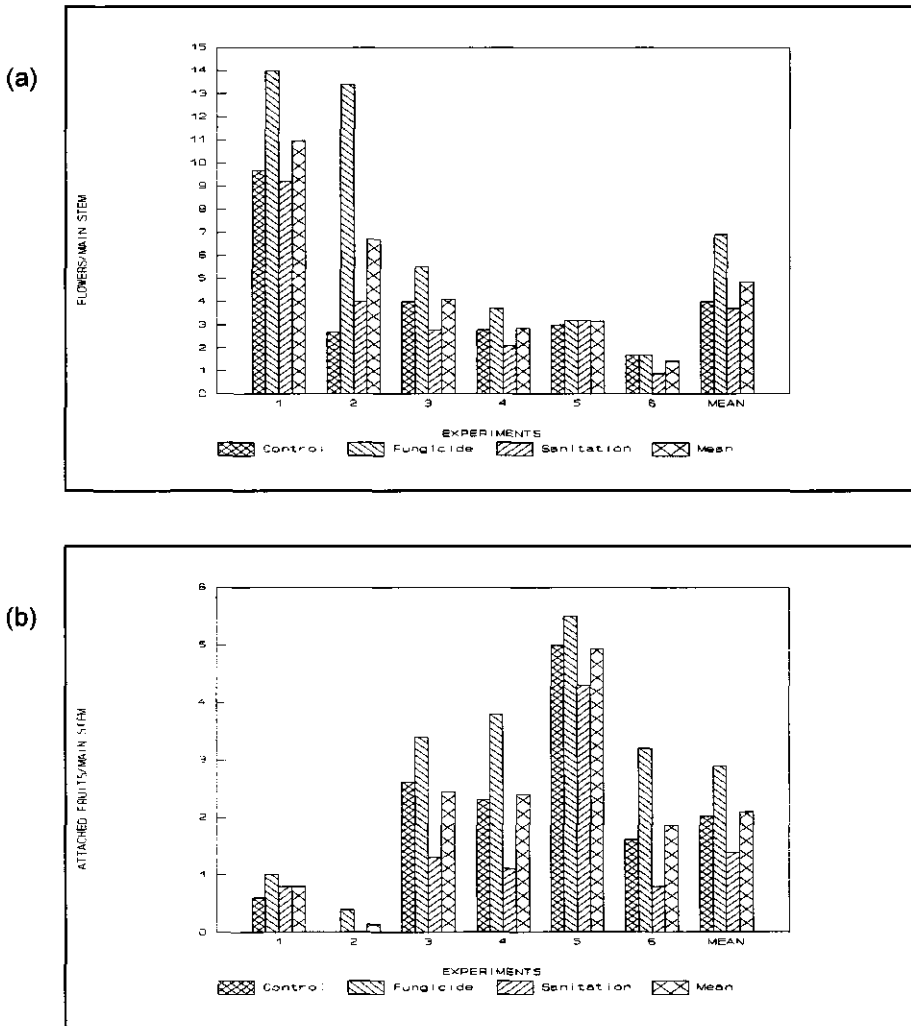 (a)
FLOWERS/MAIN STEM
15
14
13
12
11
10
9
8
7
6
5
4
3
2
1
0
1 2 3 4 5 6 MEAN
EXPERIMENTS
Control Fungicide Sanitation Mean
(b)
ATTACHED FRUITS/MAIN STEM
6
5
4
3
2
1
0
1 2 3 4 5 6 MEAN
EXPERIMENTS
Control Fungicide Sanitation Mean